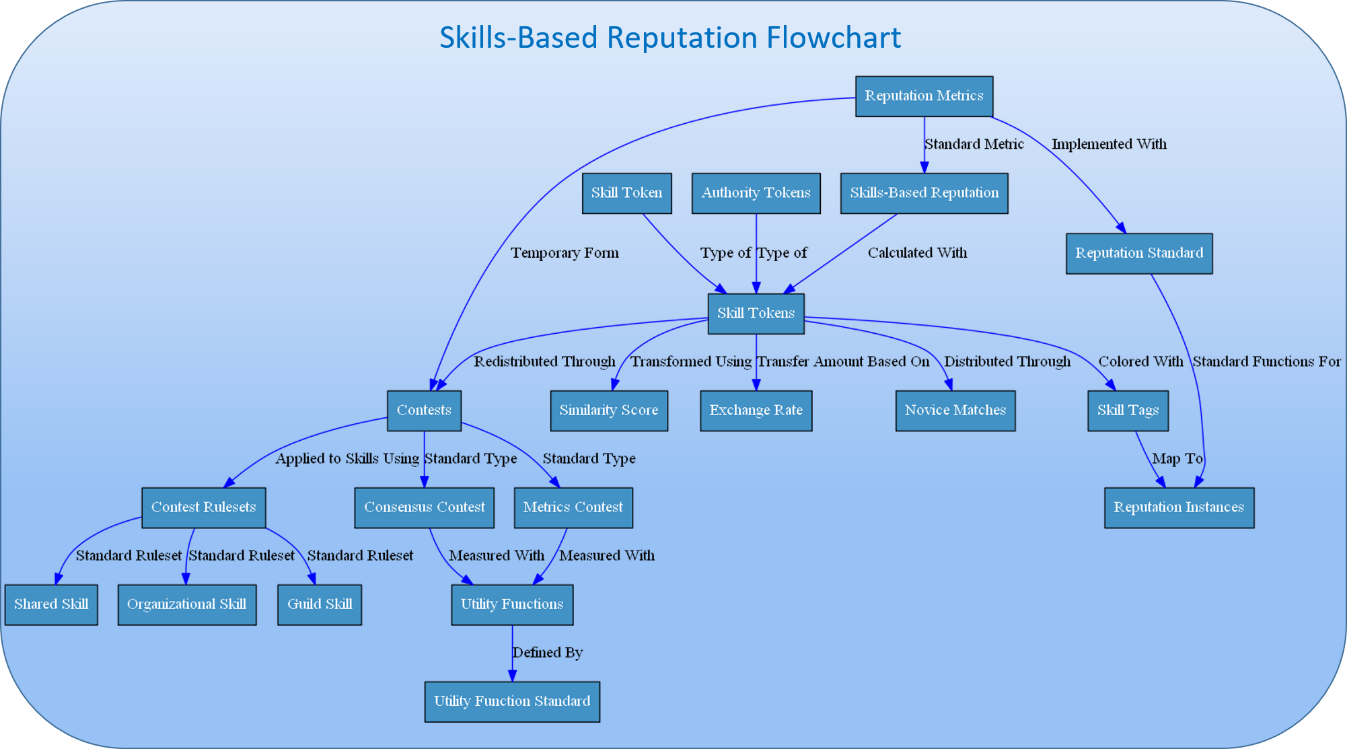 Skills-Based Reputation Flowchart
Reputation Metrics
Standard Metric
Implemented With
Skill Token
Authority Tokens
Skills-Based Reputation
Temporary Form
Type of
Type of
Calculated With
Reputation Standard
Skill Tokens
Redistributed Through
Transformed Using
Transfer Amount Based On
Distributed Through
Colored With
Standard Functions For
Contests
Similarity Score
Exchange Rate
Novice Matches
Skill Tags
Applied to Skills Using
Standard Type
Standard Type
Map To
Contest Rulesets
Consensus Contest
Metrics Contest
Reputation Instances
Standard Ruleset
Standard Ruleset
Standard Ruleset
Measured With
Measured With
Shared Skill
Organizational Skill
Guild Skill
Utility Functions
Defined By
Utility Function Standard